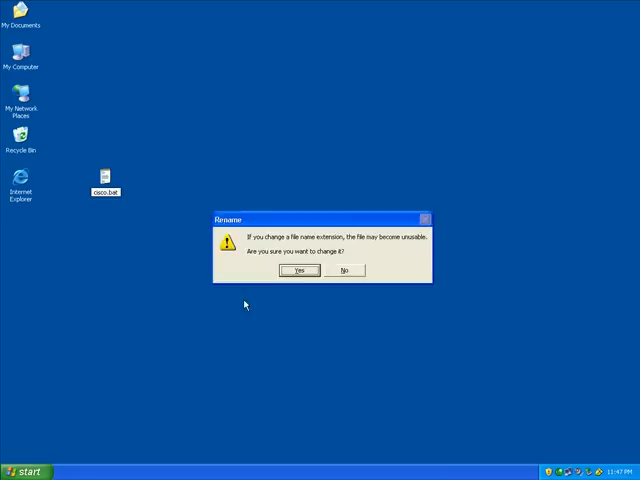 My Documents
My Computer
My Network
Places
Recycle Bin
Internet
Explorer
cisco.bat
Rename
If you change a file name extension, the file may become unusable.
Are you sure you want to change it?
Yes
No
start
11:47 PM